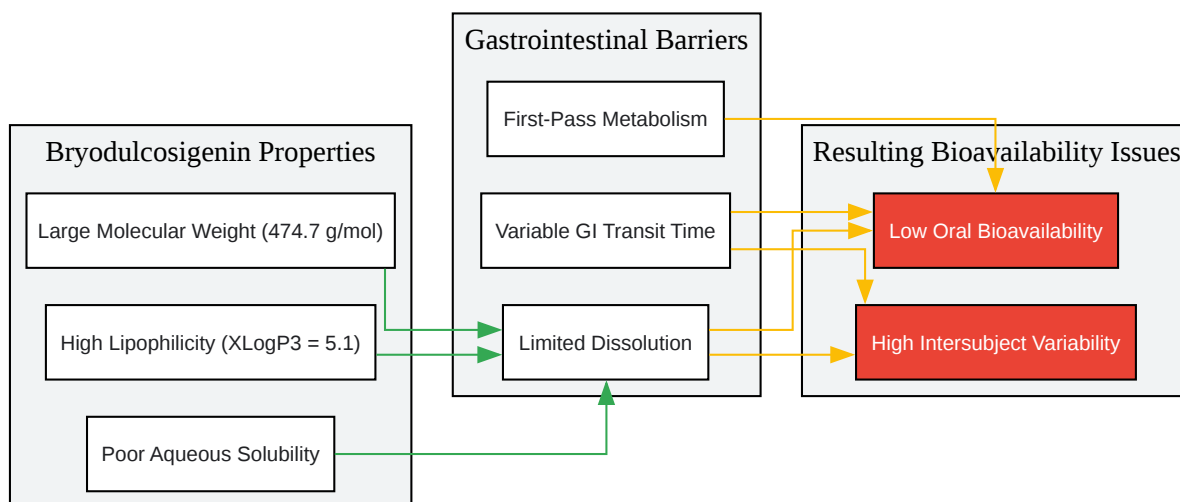 Bryodulcosigenin Properties
Large Molecular Weight (474.7 g/mol)
High Lipophilicity (XLogP3 = 5.1)
Poor Aqueous Solubility
Gastrointestinal Barriers
First-Pass Metabolism
Variable GI Transit Time
Limited Dissolution
Resulting Bioavailability Issues
Low Oral Bioavailability
High Intersubject Variability